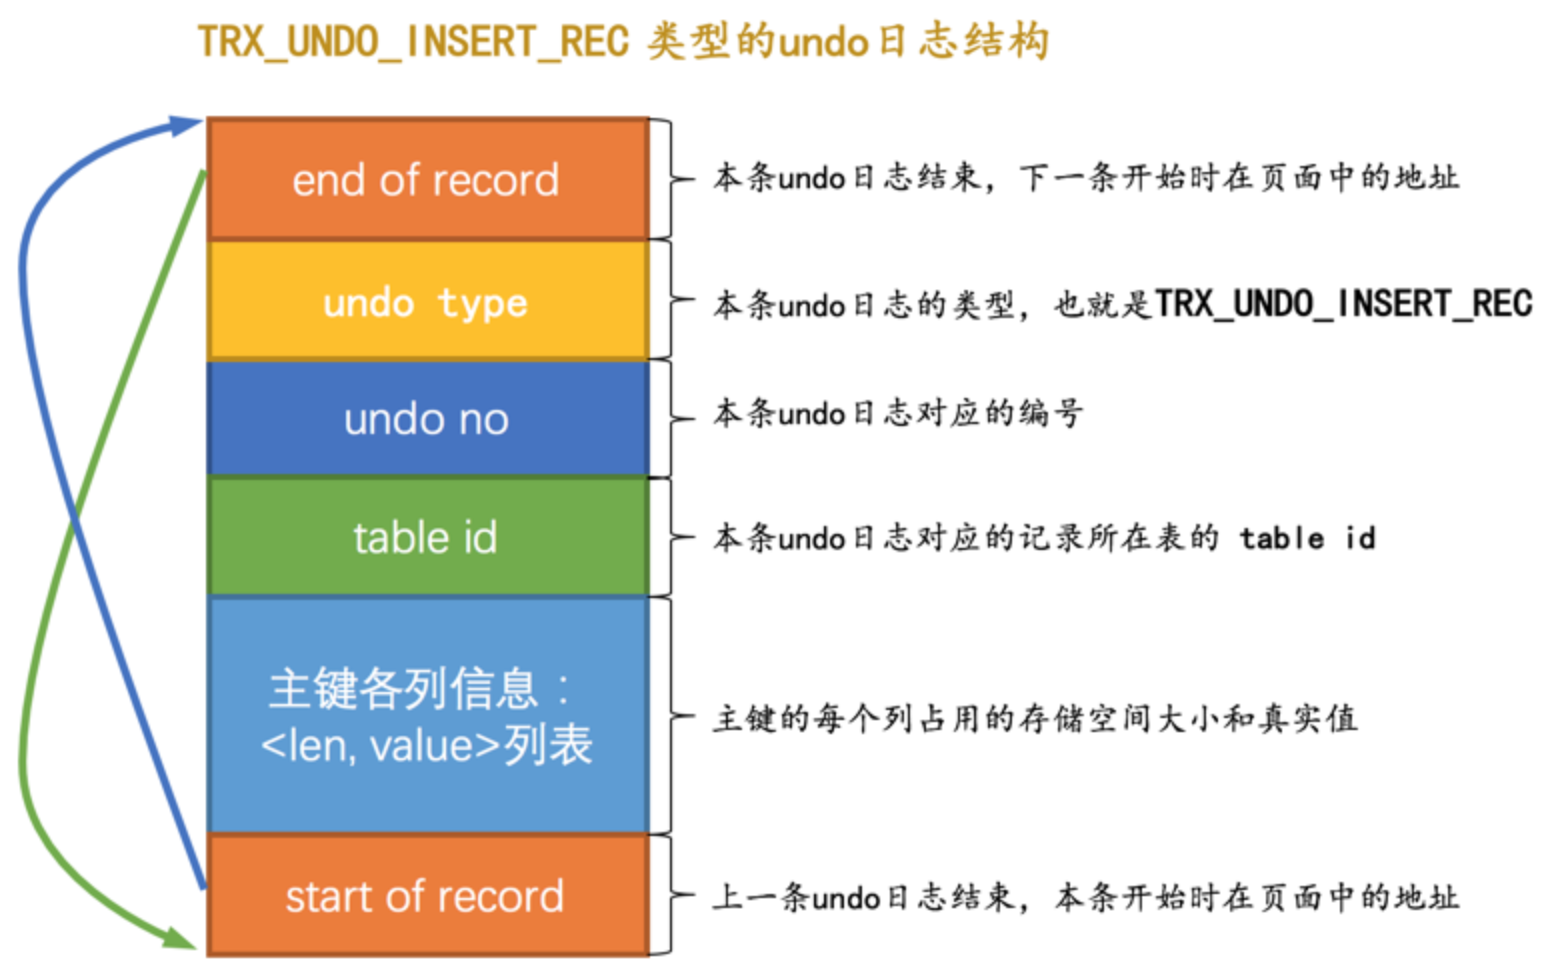 TRX_UNDO_INSERT_REC 类型的undo日志结构
end of record
本条undo日志结束，下一条开始时在页面中的地址
undo type
本条undo日志的类型，也就是TRX_UNDO_INSERT_REC
undo no
本条undo日志对应的编号
table id
本条undo日志对应的记录所在表的 table id
主键各列信息：
<len, value>列表
主键的每个列占用的存储空间大小和真实值
start of record
上一条undo日志结束，本条开始时在页面中的地址